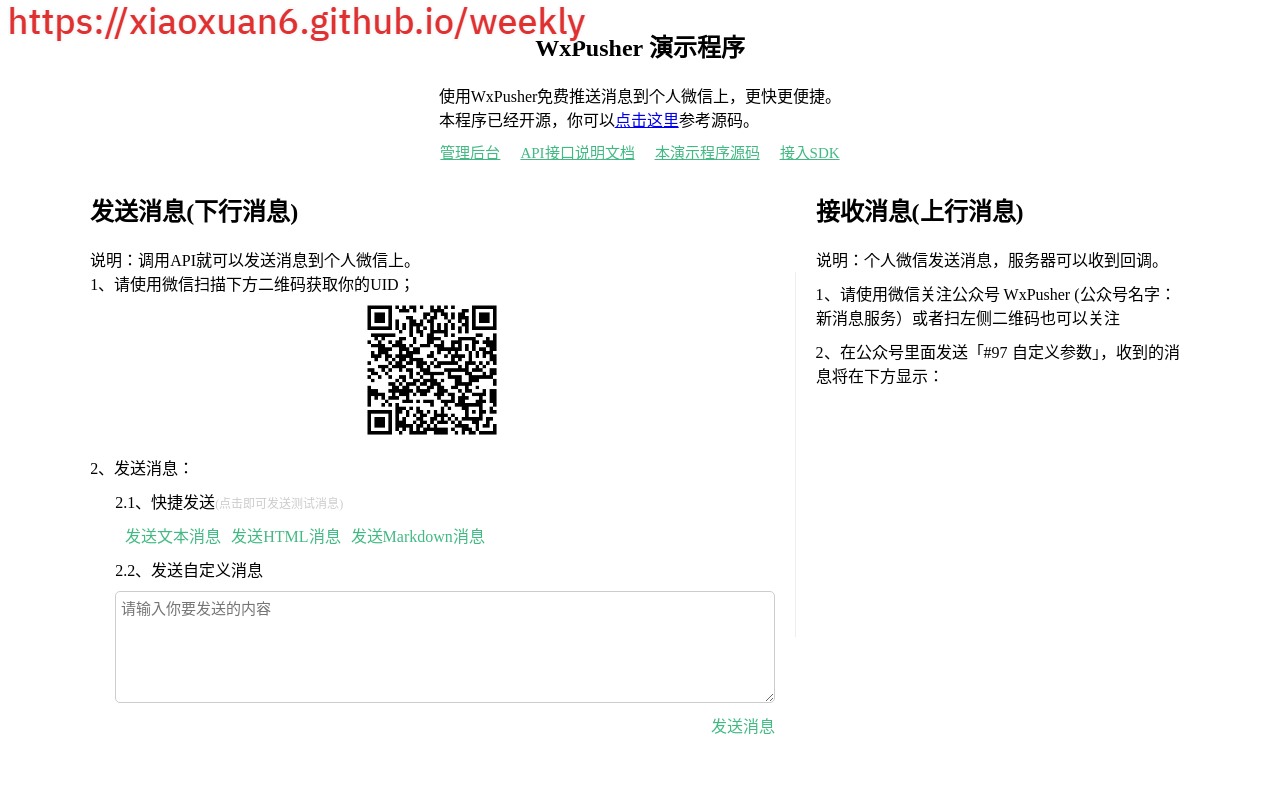 https://xiaoxuan6.github.io/weekly
WxPusher 演示程序
使用WxPusher免费推送消息到个人微信上，更快更便捷。
本程序已经开源，你可以点击这里参考源码。
管理后台 API接口说明文档 本演示程序源码 接入SDK
发送消息(下行消息)
说明：调用API就可以发送消息到个人微信上。
1、请使用微信扫描下方二维码获取你的UID；
2、发送消息：
2.1、快捷发送(点击即可发送测试消息)
发送文本消息 发送HTML消息 发送Markdown消息
2.2、发送自定义消息
请输入你要发送的内容
发送消息
接收消息(上行消息)
说明：个人微信发送消息，服务器可以收到回调。
1、请使用微信关注公众号 WxPusher (公众号名字：
新消息服务）或者扫左侧二维码也可以关注
2、在公众号里面发送「#97 自定义参数」，收到的消
息将在下方显示：